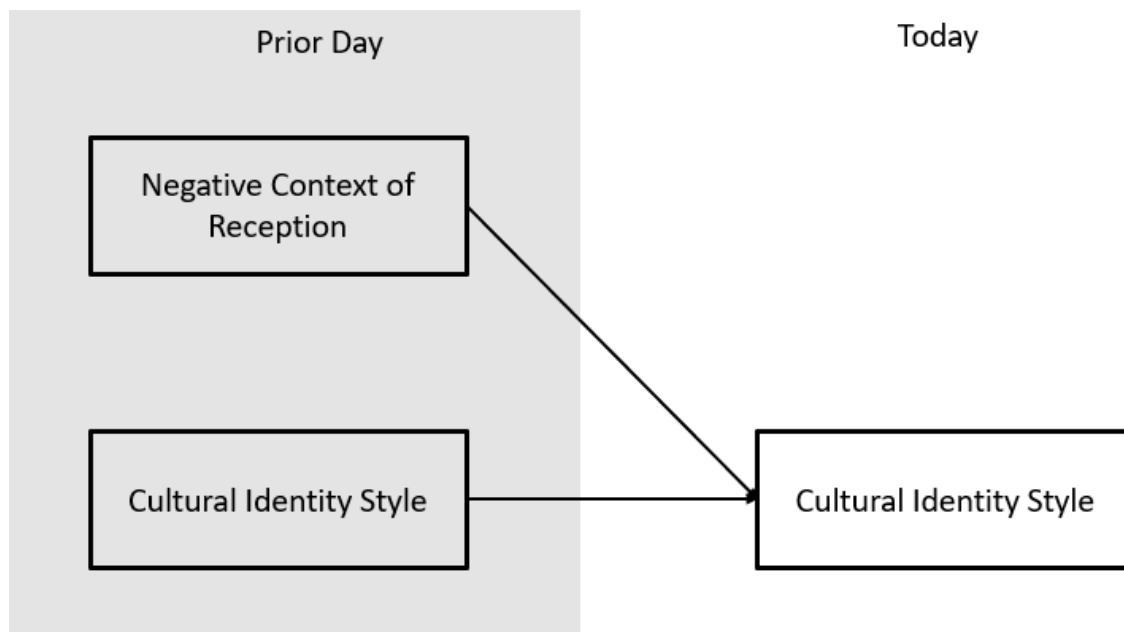 Prior Day
Today
Negative Context of
Reception
Cultural Identity Style
Cultural Identity Style